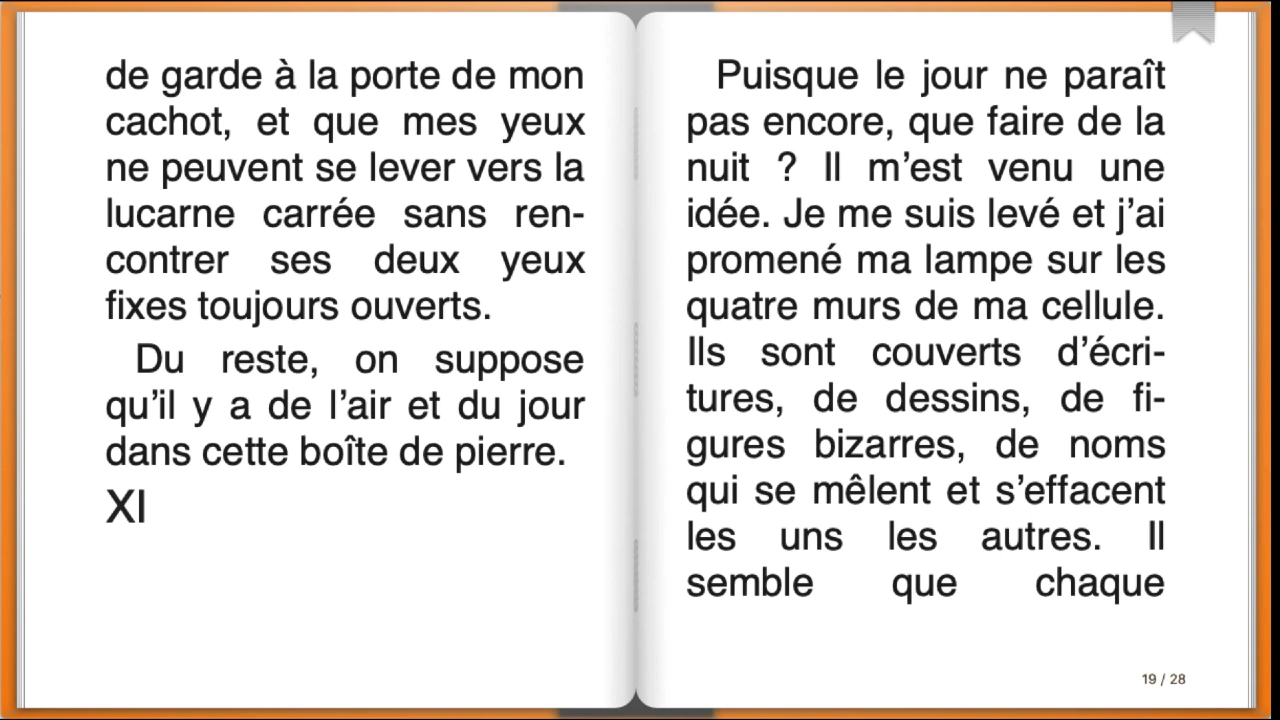 de garde à la porte de mon
cachot, et que mes yeux
ne peuvent se lever vers la
lucarne carrée sans ren-
contrer ses deux yeux
fixes toujours ouverts.
Du reste, on suppose
qu’il y a de l’air et du jour
dans cette boîte de pierre.
XI
Puisque le jour ne paraît
pas encore, que faire de la
nuit ? Il m’est venu une
idée. Je me suis levé et j’ai
promené ma lampe sur les
quatre murs de ma cellule.
Ils sont couverts d’écri-
tures, de dessins, de fi-
gures bizarres, de noms
qui se mêlent et s’effacent
les uns les autres. Il
semble que chaque
19 / 28